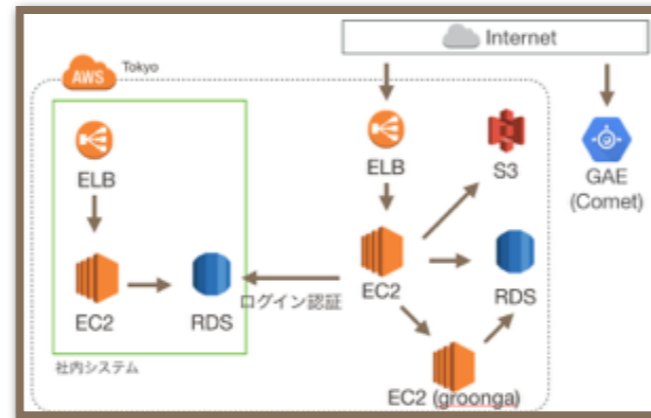 Internet
AWS
Tokyo
ELB
ELB
S3
GAE
(Comet)
EC2
RDS
ログイン認証
EC2
RDS
社内システム
EC2 (groonga)